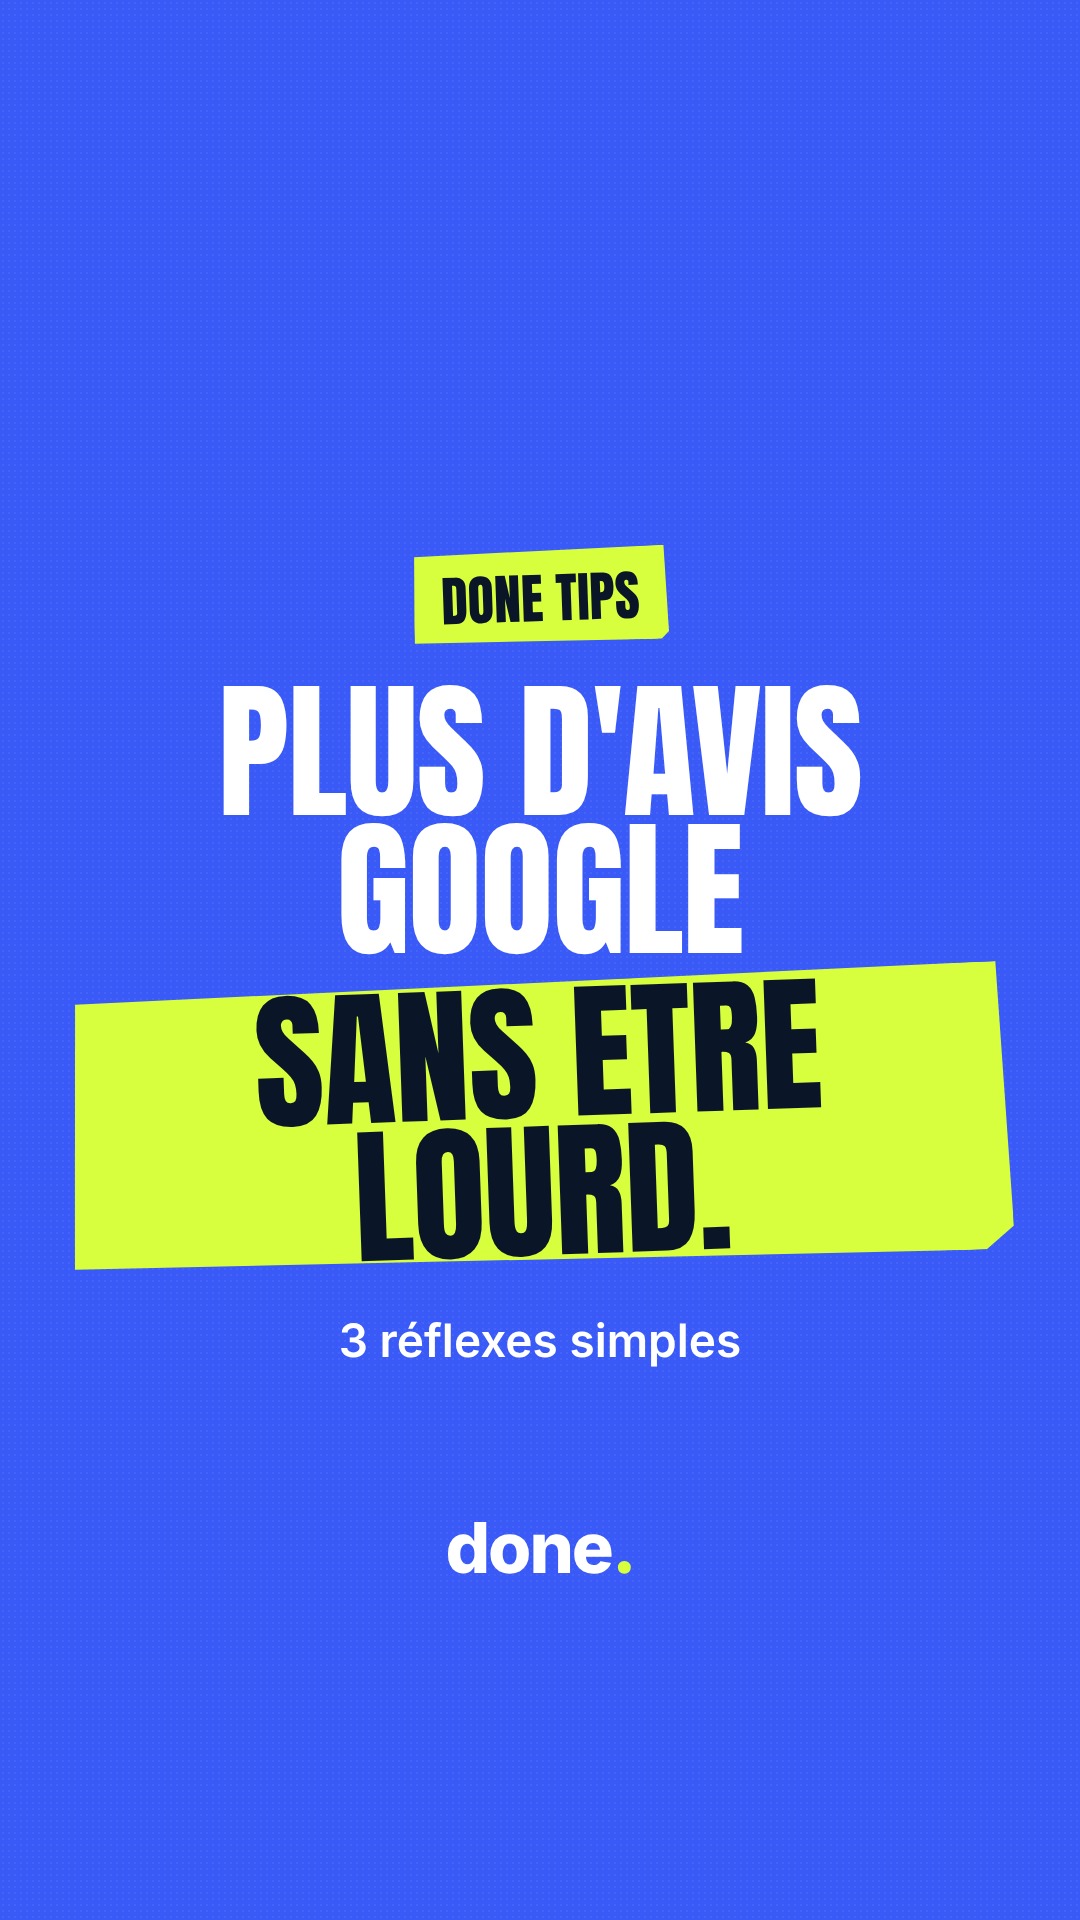 DONE TIPS
PLUS D'AVIS
GOOGLE
SANS ETRE
LOURD.
3 réflexes simples
done.